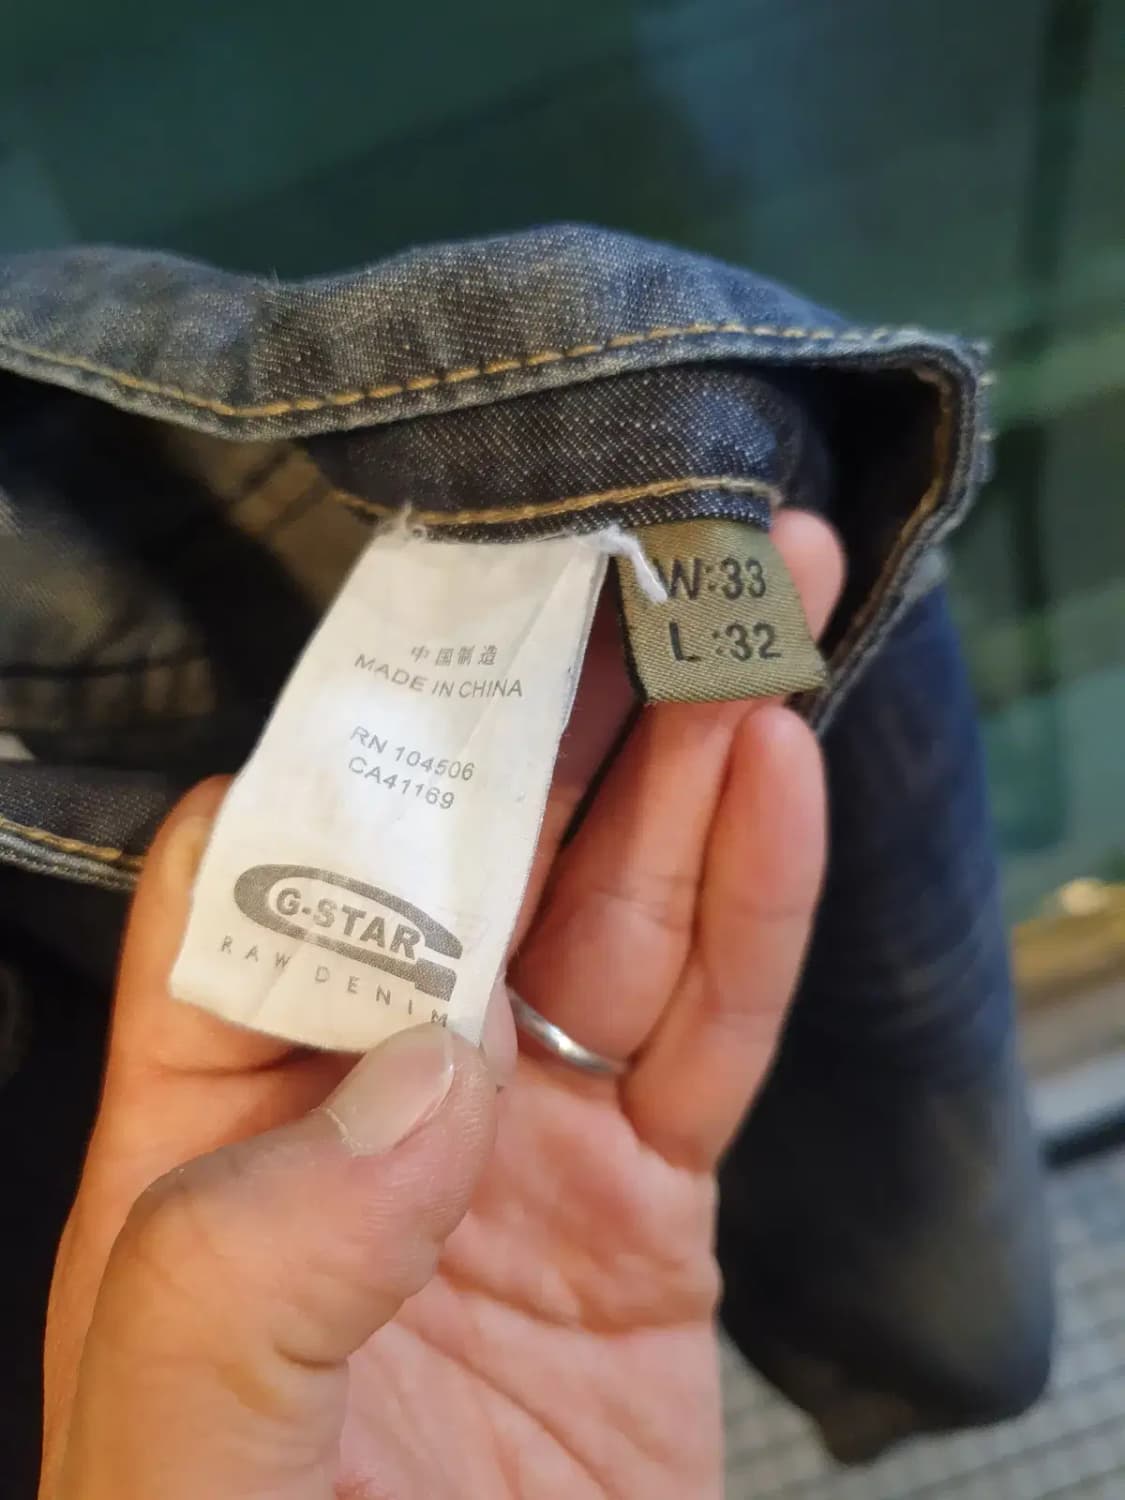 中国制造
MADE IN CHINA
RN 104506
CA41169
G-STAR
RAW DENIM
W:33
L:32